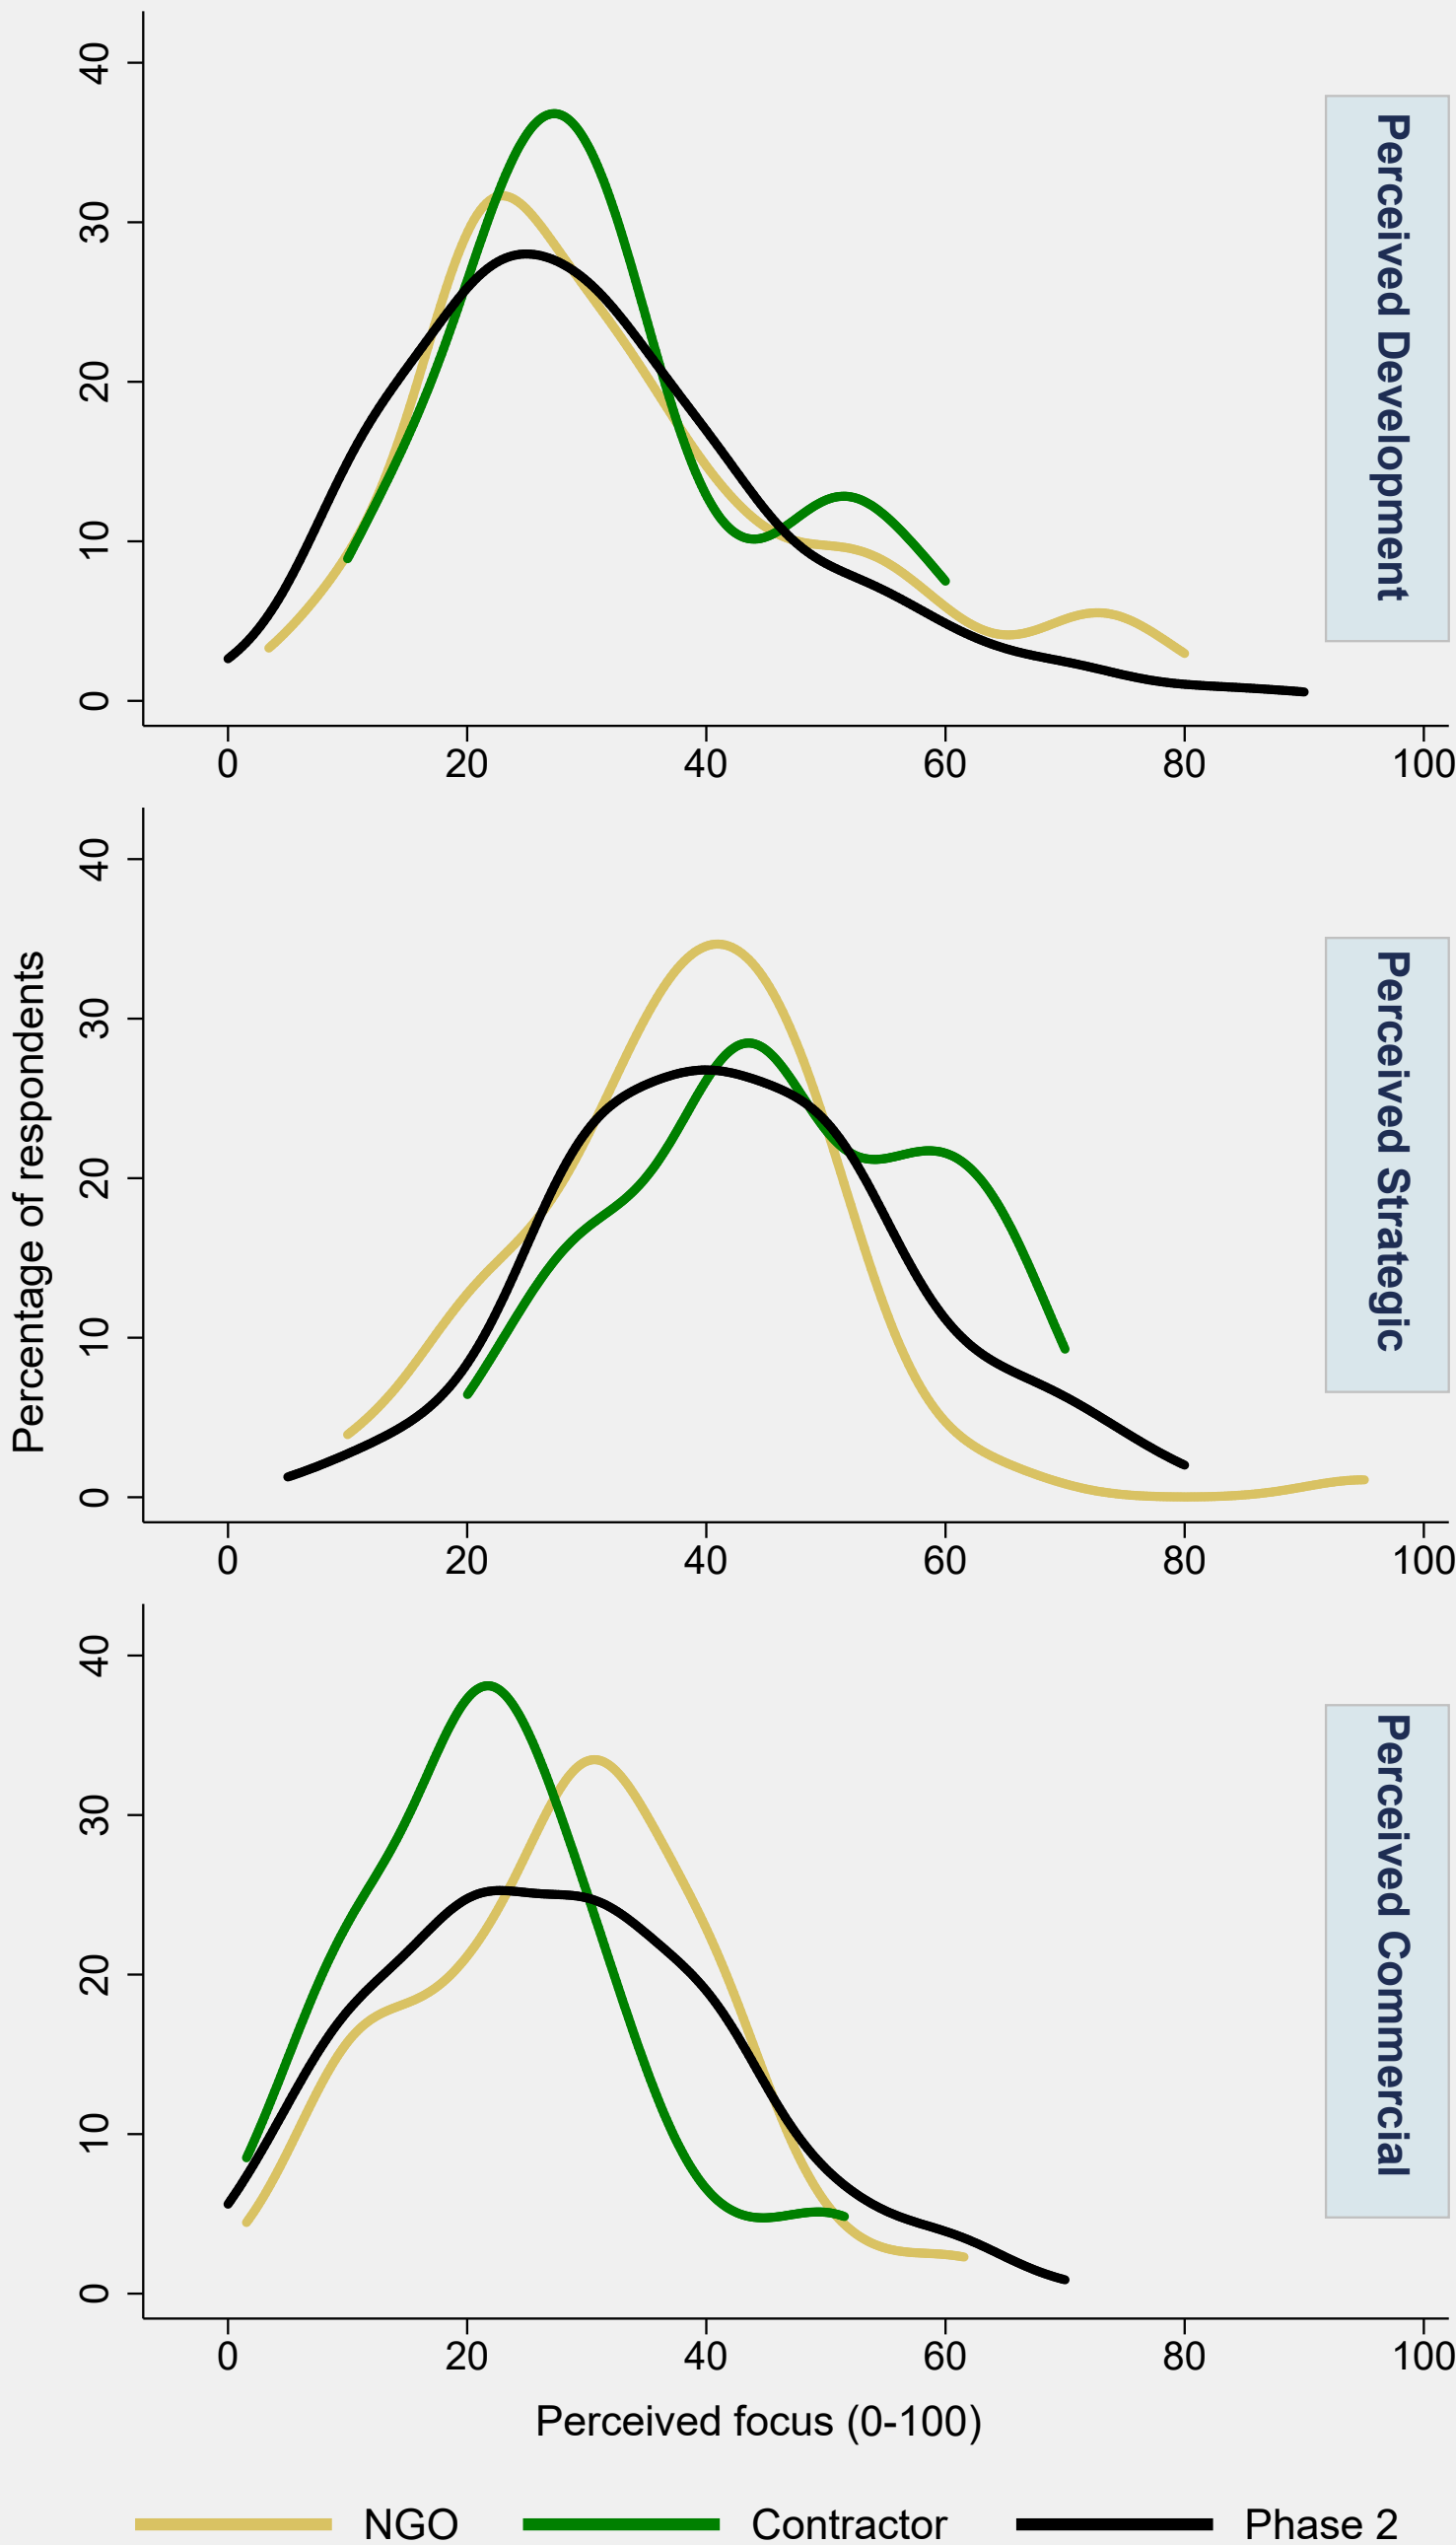 40
30
20
10
0
0 20 40 60 80 100
Perceived Development
40
30
20
10
0
0 20 40 60 80 100
Perceived Strategic
Percentage of respondents
40
30
20
10
0
0 20 40 60 80 100
Perceived Commercial
Perceived focus (0-100)
NGO Contractor Phase 2